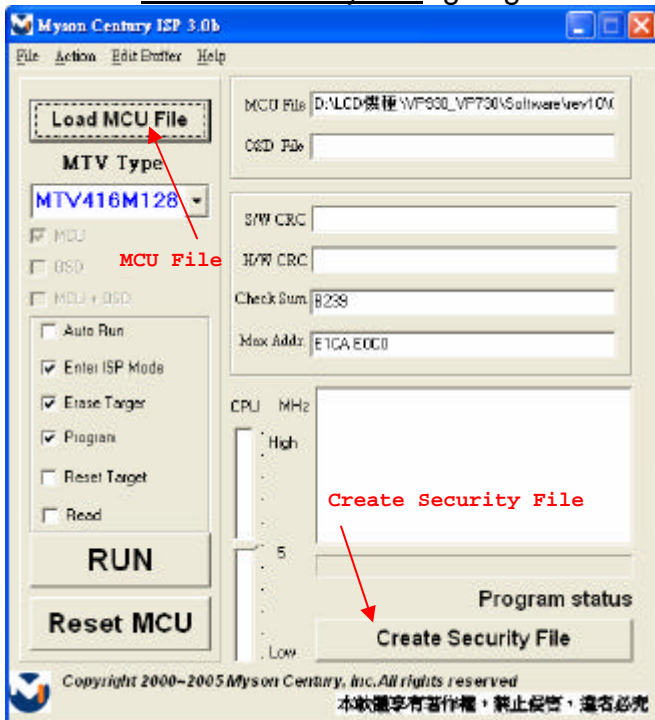 Myson Century ISP 3.0b
File Action Edit Buffer Help
Load MCU File
MTV Type
MTV416M128
MCU
OSD
MCU + OSD
MCU File
Auto Run
Enter ISP Mode
Erase Targer
Program
Reset Target
Read
RUN
Reset MCU
MCU File D:\LCD機種\VP930_VP730\Software\rev10\
OSD File
S/W CRC
H/W CRC
Check Sum B239
Max Addr.
CPU MHz
High
5
Low
Create Security File
Program status
Create Security File
Copyright 2000~2005 Myson Century, Inc. All rights reserved
本軟體享有著作權，禁止侵害，違者必究